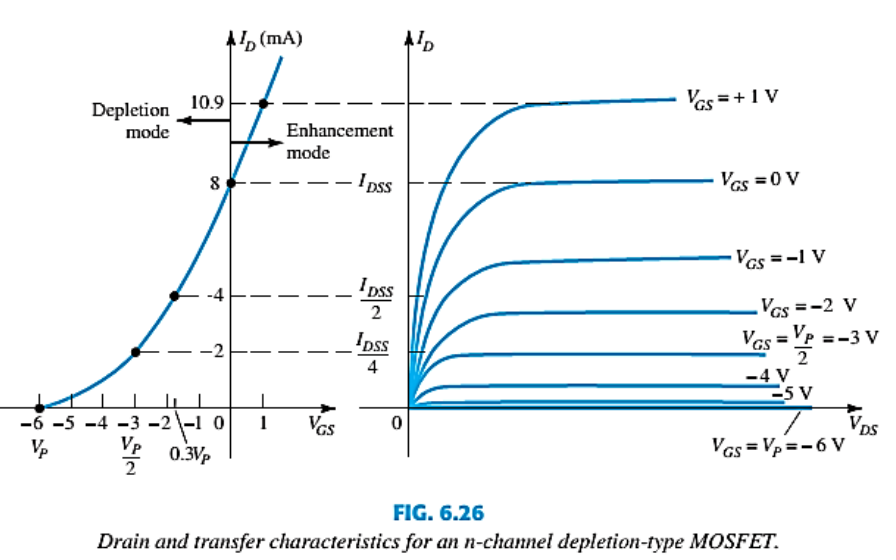 I_D (mA)
10.9
Depletion
mode
Enhancement
mode
8
-4
-2
-6 -5 -4 -3 -2 -1 0 1 V_GS
V_P
V_P
2
0.3V_P
I_DSS
I_DSS
2
I_DSS
4
I_D
V_GS = + 1 V
V_GS = 0 V
V_GS = -1 V
V_GS = -2 V
V_GS = V_P/2 = -3 V
-4 V
-5 V
0
V_DS
V_GS = V_P = -6 V
FIG. 6.26
Drain and transfer characteristics for an n-channel depletion-type MOSFET.